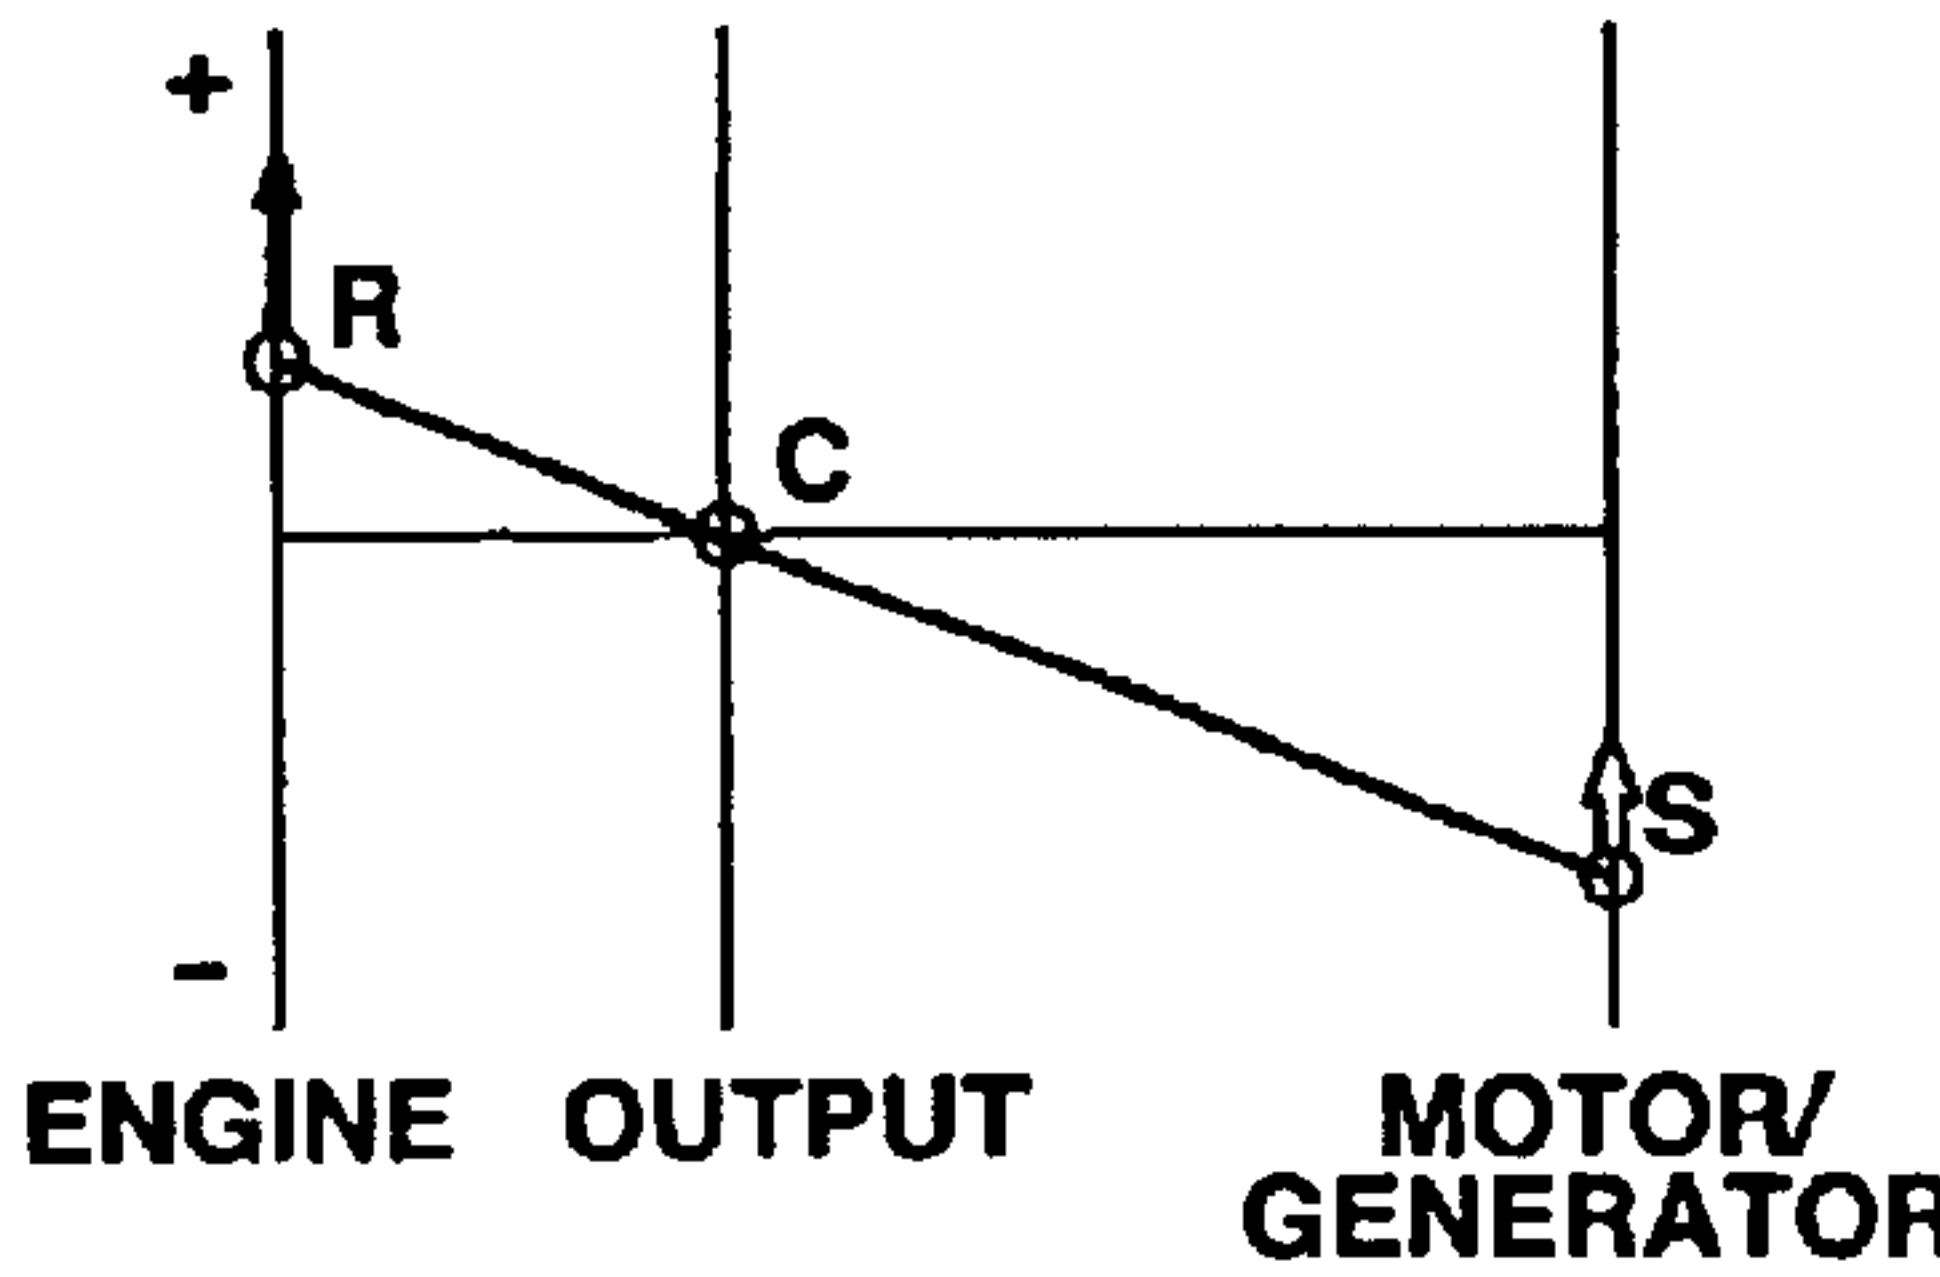 +
R
C
S
−
ENGINE OUTPUT MOTOR/
GENERATOR